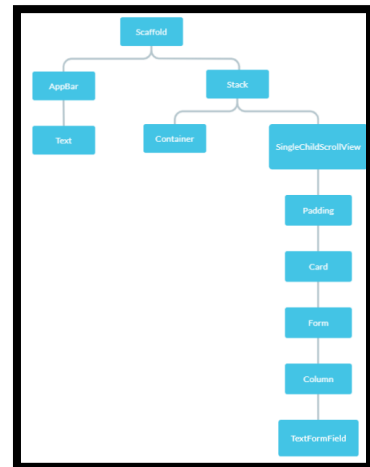 Scaffold
AppBar
Stack
Text
Container
SingleChildScrollView
Padding
Card
Form
Column
TextFormField